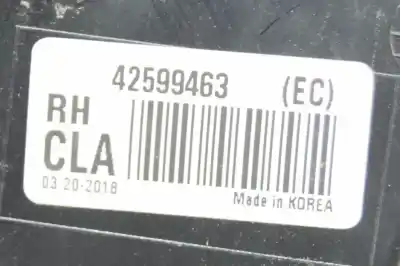 42599463 (EC)
RH
CLA
03-20-2018
Made in KOREA